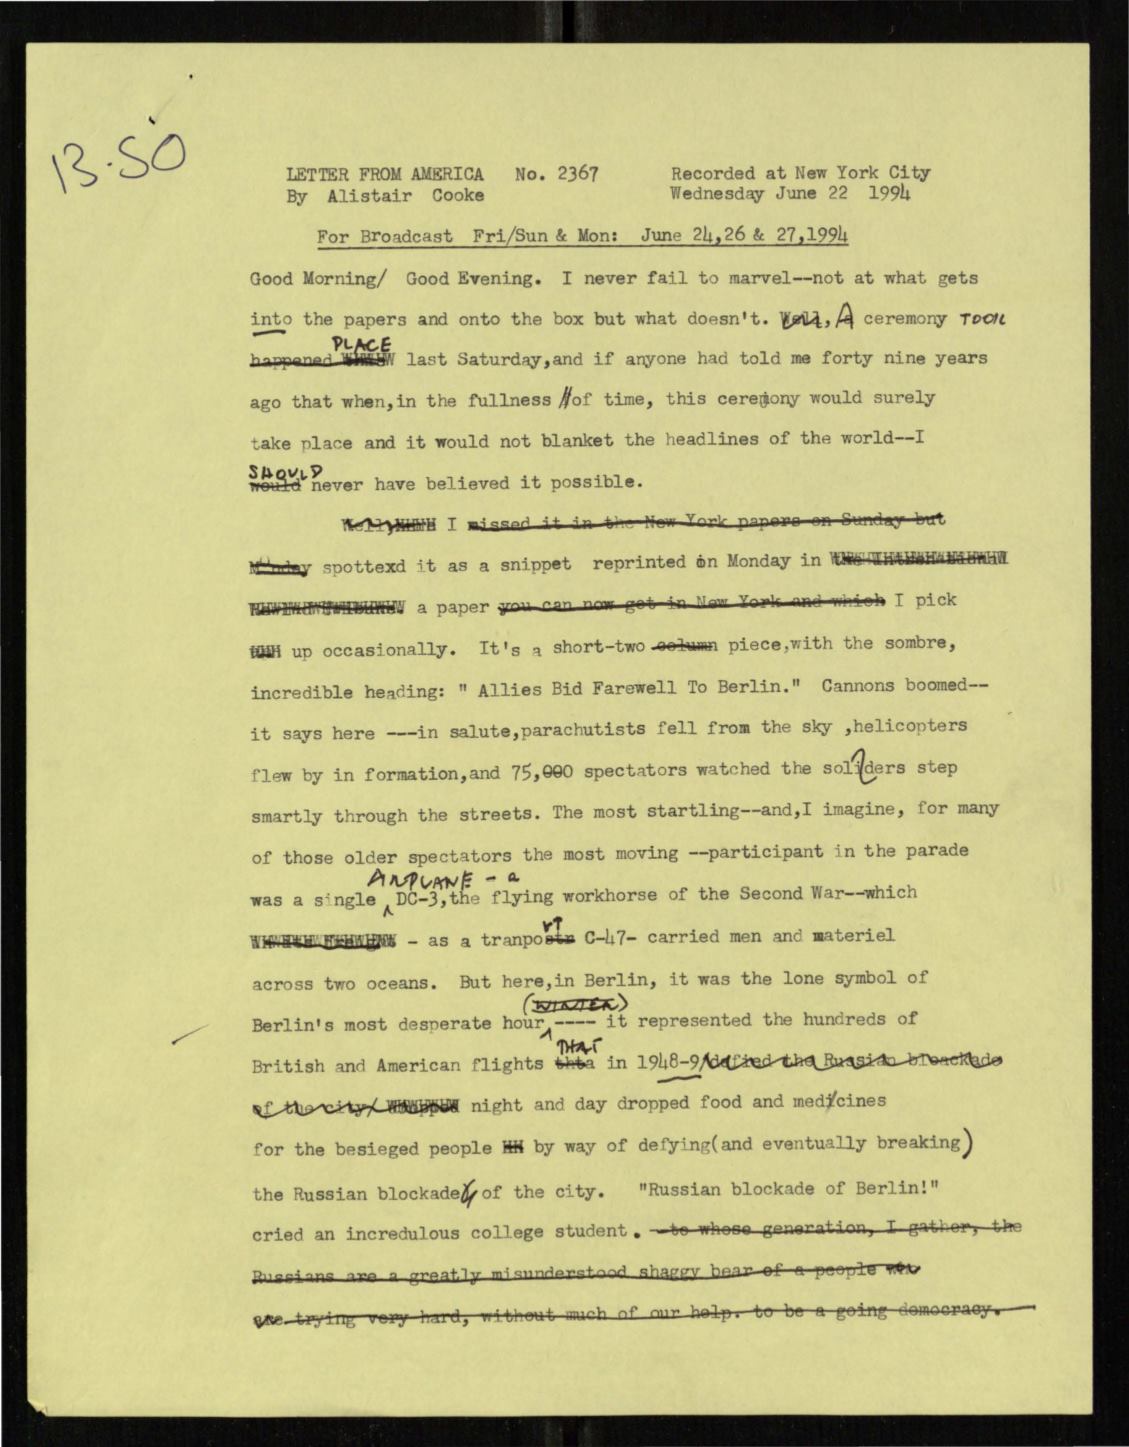 13.50
LETTER FROM AMERICA No. 2367 Recorded at New York City
By Alistair Cooke Wednesday June 22 1994
For Broadcast Fri/Sun & Mon: June 24,26 & 27,1994
Good Morning/ Good Evening. I never fail to marvel--not at what gets
into the papers and onto the box but what doesn't. Well, A ceremony TOOK
PLACE
happened last Saturday,and if anyone had told me forty nine years
ago that when,in the fullness of time, this ceremony would surely
take place and it would not blanket the headlines of the world--I
SHOULD
would never have believed it possible.
Well, I missed it in the New York papers on Sunday but
Monday spottexd it as a snippet reprinted on Monday in
a paper you can now get in New York and which I pick
up occasionally. It's a short-two column piece,with the sombre,
incredible heading: " Allies Bid Farewell To Berlin." Cannons boomed--
it says here ---in salute,parachutists fell from the sky ,helicopters
flew by in formation,and 75,000 spectators watched the soliders step
smartly through the streets. The most startling--and,I imagine, for many
of those older spectators the most moving --participant in the parade
AIRPLANE - a
was a single DC-3,the flying workhorse of the Second War--which
rt
- as a tranpostr C-47- carried men and materiel
across two oceans. But here,in Berlin, it was the lone symbol of
(WINTER)
Berlin's most desperate hour ---- it represented the hundreds of
THAT
British and American flights thta in 1948-9/defied the Russian bloackade
of the city/ night and day dropped food and medicines
for the besieged people by way of defying(and eventually breaking)
the Russian blockade of the city. "Russian blockade of Berlin!"
cried an incredulous college student. --to whose generation, I gather, the
Russians are a greatly misunderstood shaggy bear of a people
are trying very hard, without much of our help. to be a going democracy.